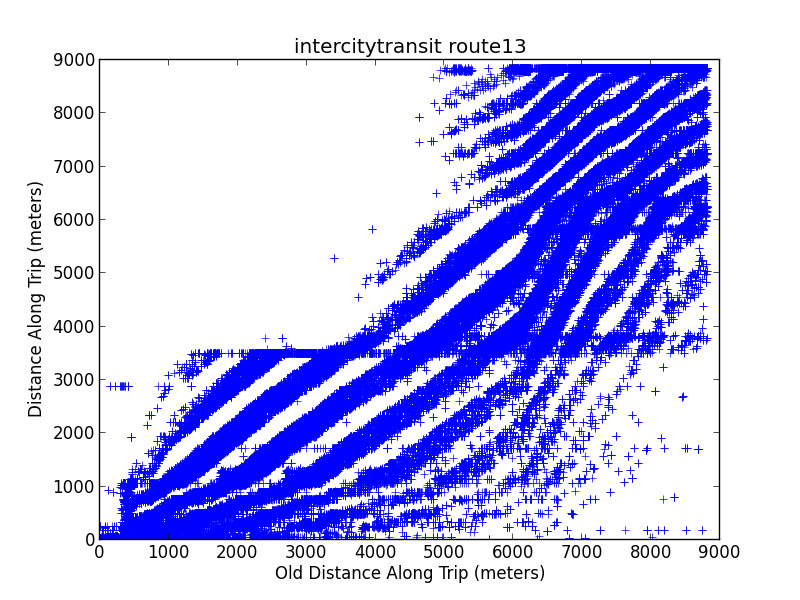 intercitytransit route13
9000
8000
7000
6000
5000
4000
3000
2000
1000
0
Distance Along Trip (meters)
0 1000 2000 3000 4000 5000 6000 7000 8000 9000
Old Distance Along Trip (meters)